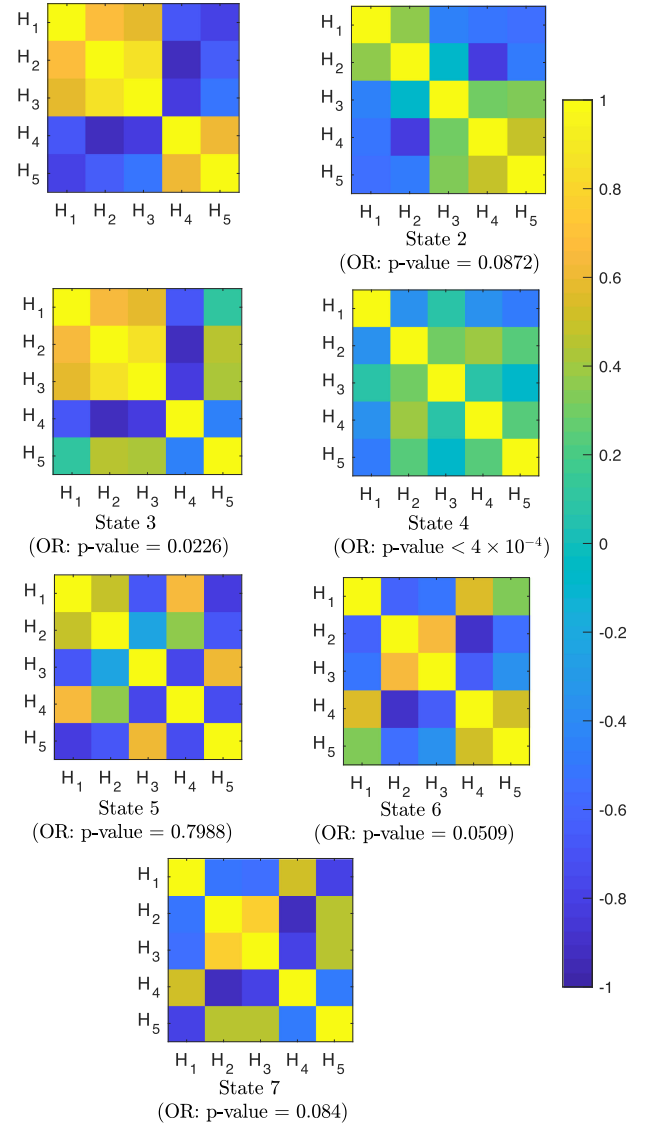 H1
H2
H3
H4
H5
H1 H2 H3 H4 H5
H1
H2
H3
H4
H5
H1 H2 H3 H4 H5
State 2
(OR: p-value = 0.0872)
H1
H2
H3
H4
H5
H1 H2 H3 H4 H5
State 3
(OR: p-value = 0.0226)
H1
H2
H3
H4
H5
H1 H2 H3 H4 H5
State 4
(OR: p-value < 4 × 10⁻⁴)
H1
H2
H3
H4
H5
H1 H2 H3 H4 H5
State 5
(OR: p-value = 0.7988)
H1
H2
H3
H4
H5
H1 H2 H3 H4 H5
State 6
(OR: p-value = 0.0509)
H1
H2
H3
H4
H5
H1 H2 H3 H4 H5
State 7
(OR: p-value = 0.084)
1
0.8
0.6
0.4
0.2
0
-0.2
-0.4
-0.6
-0.8
-1